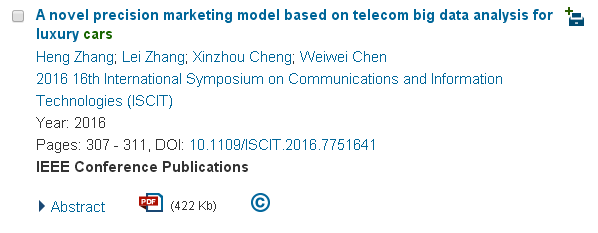 A novel precision marketing model based on telecom big data analysis for
luxury cars
Heng Zhang; Lei Zhang; Xinzhou Cheng; Weiwei Chen
2016 16th International Symposium on Communications and Information
Technologies (ISCIT)
Year: 2016
Pages: 307 - 311, DOI: 10.1109/ISCIT.2016.7751641
IEEE Conference Publications
Abstract PDF (422 Kb) ©